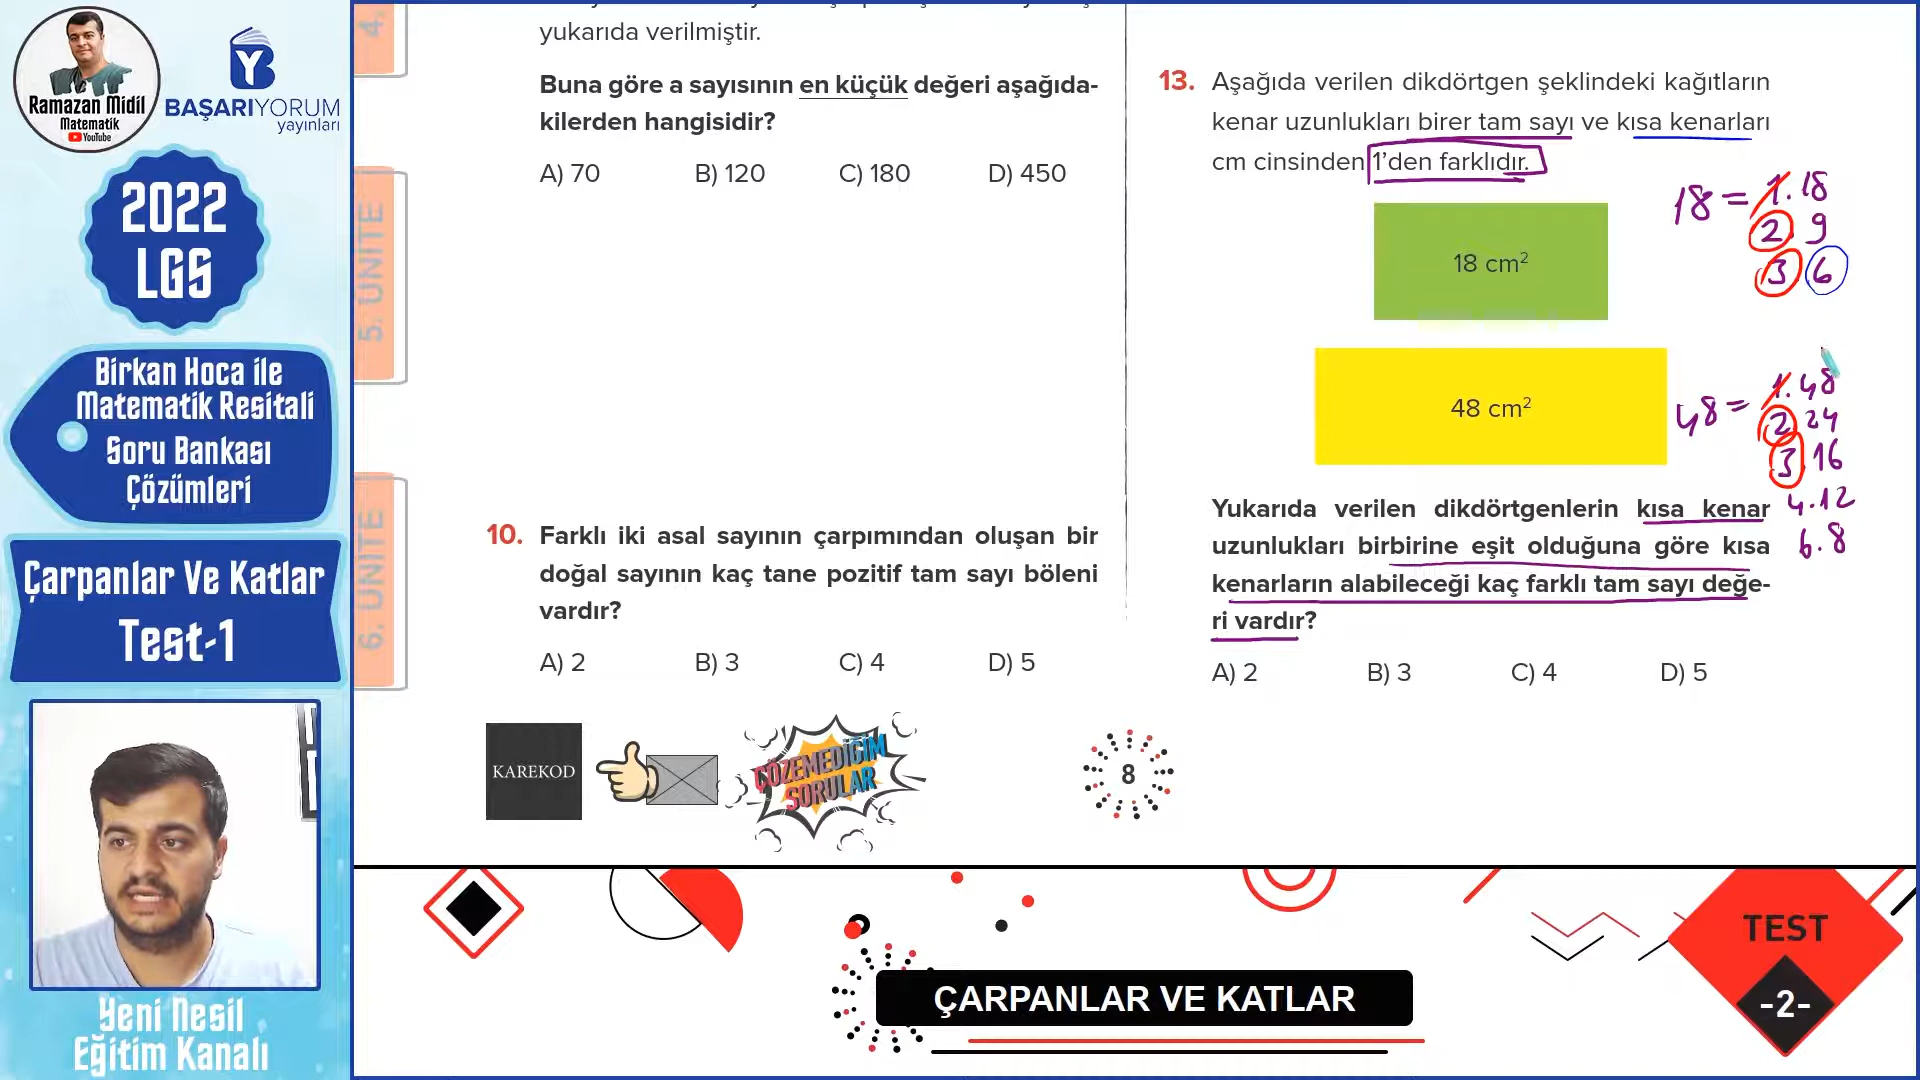 Ramazan Midil
Matematik
YouTube
BAŞARIYORUM
yayınları
2022
LGS
Birkan Hoca ile
Matematik Resitali
Soru Bankası
Çözümleri
Çarpanlar Ve Katlar
Test-1
Yeni Nesil
Eğitim Kanalı
4.
5. ÜNİTE
6. ÜNİTE
yukarıda verilmiştir.
Buna göre a sayısının en küçük değeri aşağıda-
kilerden hangisidir?
A) 70 B) 120 C) 180 D) 450
10. Farklı iki asal sayının çarpımından oluşan bir
doğal sayının kaç tane pozitif tam sayı böleni
vardır?
A) 2 B) 3 C) 4 D) 5
KAREKOD
ÇÖZEMEDİĞİM
SORULAR
8
13. Aşağıda verilen dikdörtgen şeklindeki kağıtların
kenar uzunlukları birer tam sayı ve kısa kenarları
cm cinsinden 1'den farklıdır.
18 cm²
18 = 1.18
2 9
3 6
48 cm²
48 = 1.48
2 24
3.16
4.12
6.8
Yukarıda verilen dikdörtgenlerin kısa kenar
uzunlukları birbirine eşit olduğuna göre kısa
kenarların alabileceği kaç farklı tam sayı değe-
ri vardır?
A) 2 B) 3 C) 4 D) 5
ÇARPANLAR VE KATLAR
TEST
-2-